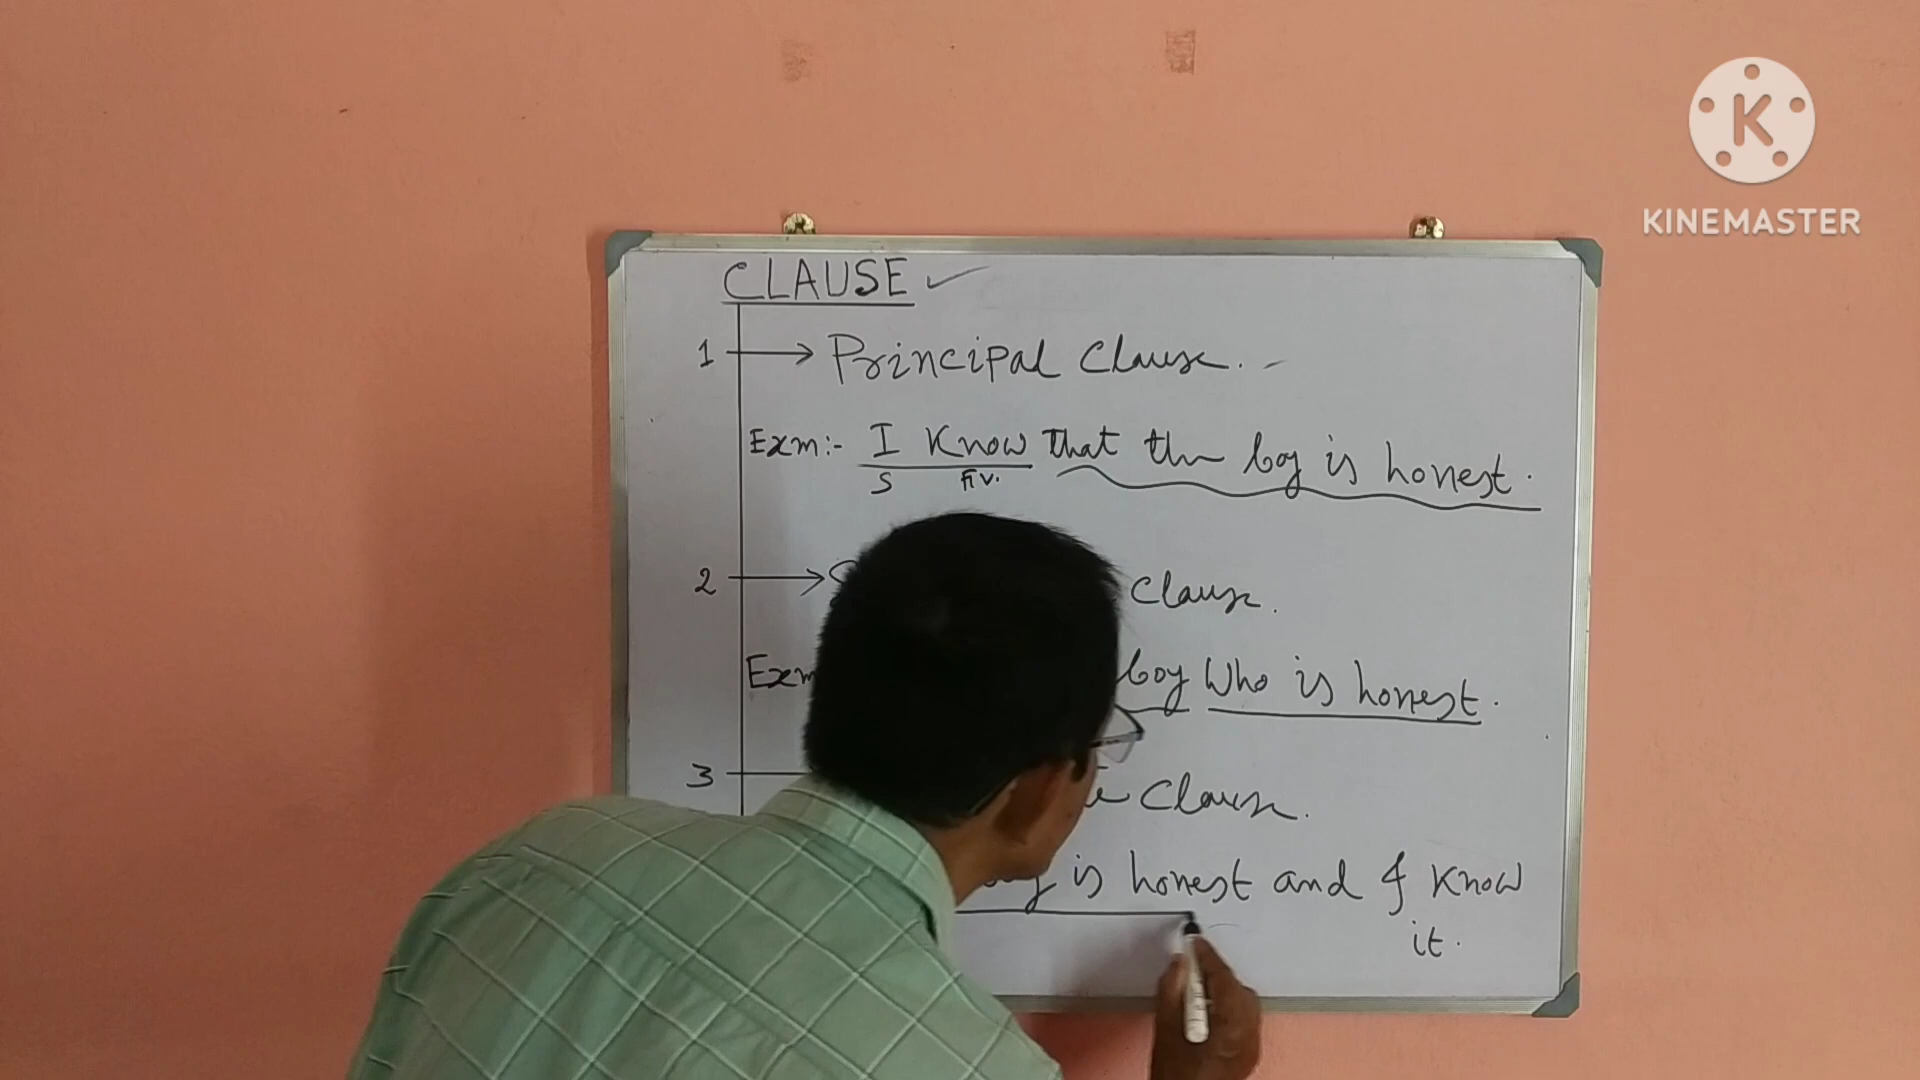 KINEMASTER
CLAUSE
1 → Principal Clause.
Exm:- I Know that the boy is honest.
S Fiv.
2 → Clause.
Exm boy Who is honest.
3 Clause.
is honest and I Know
it.